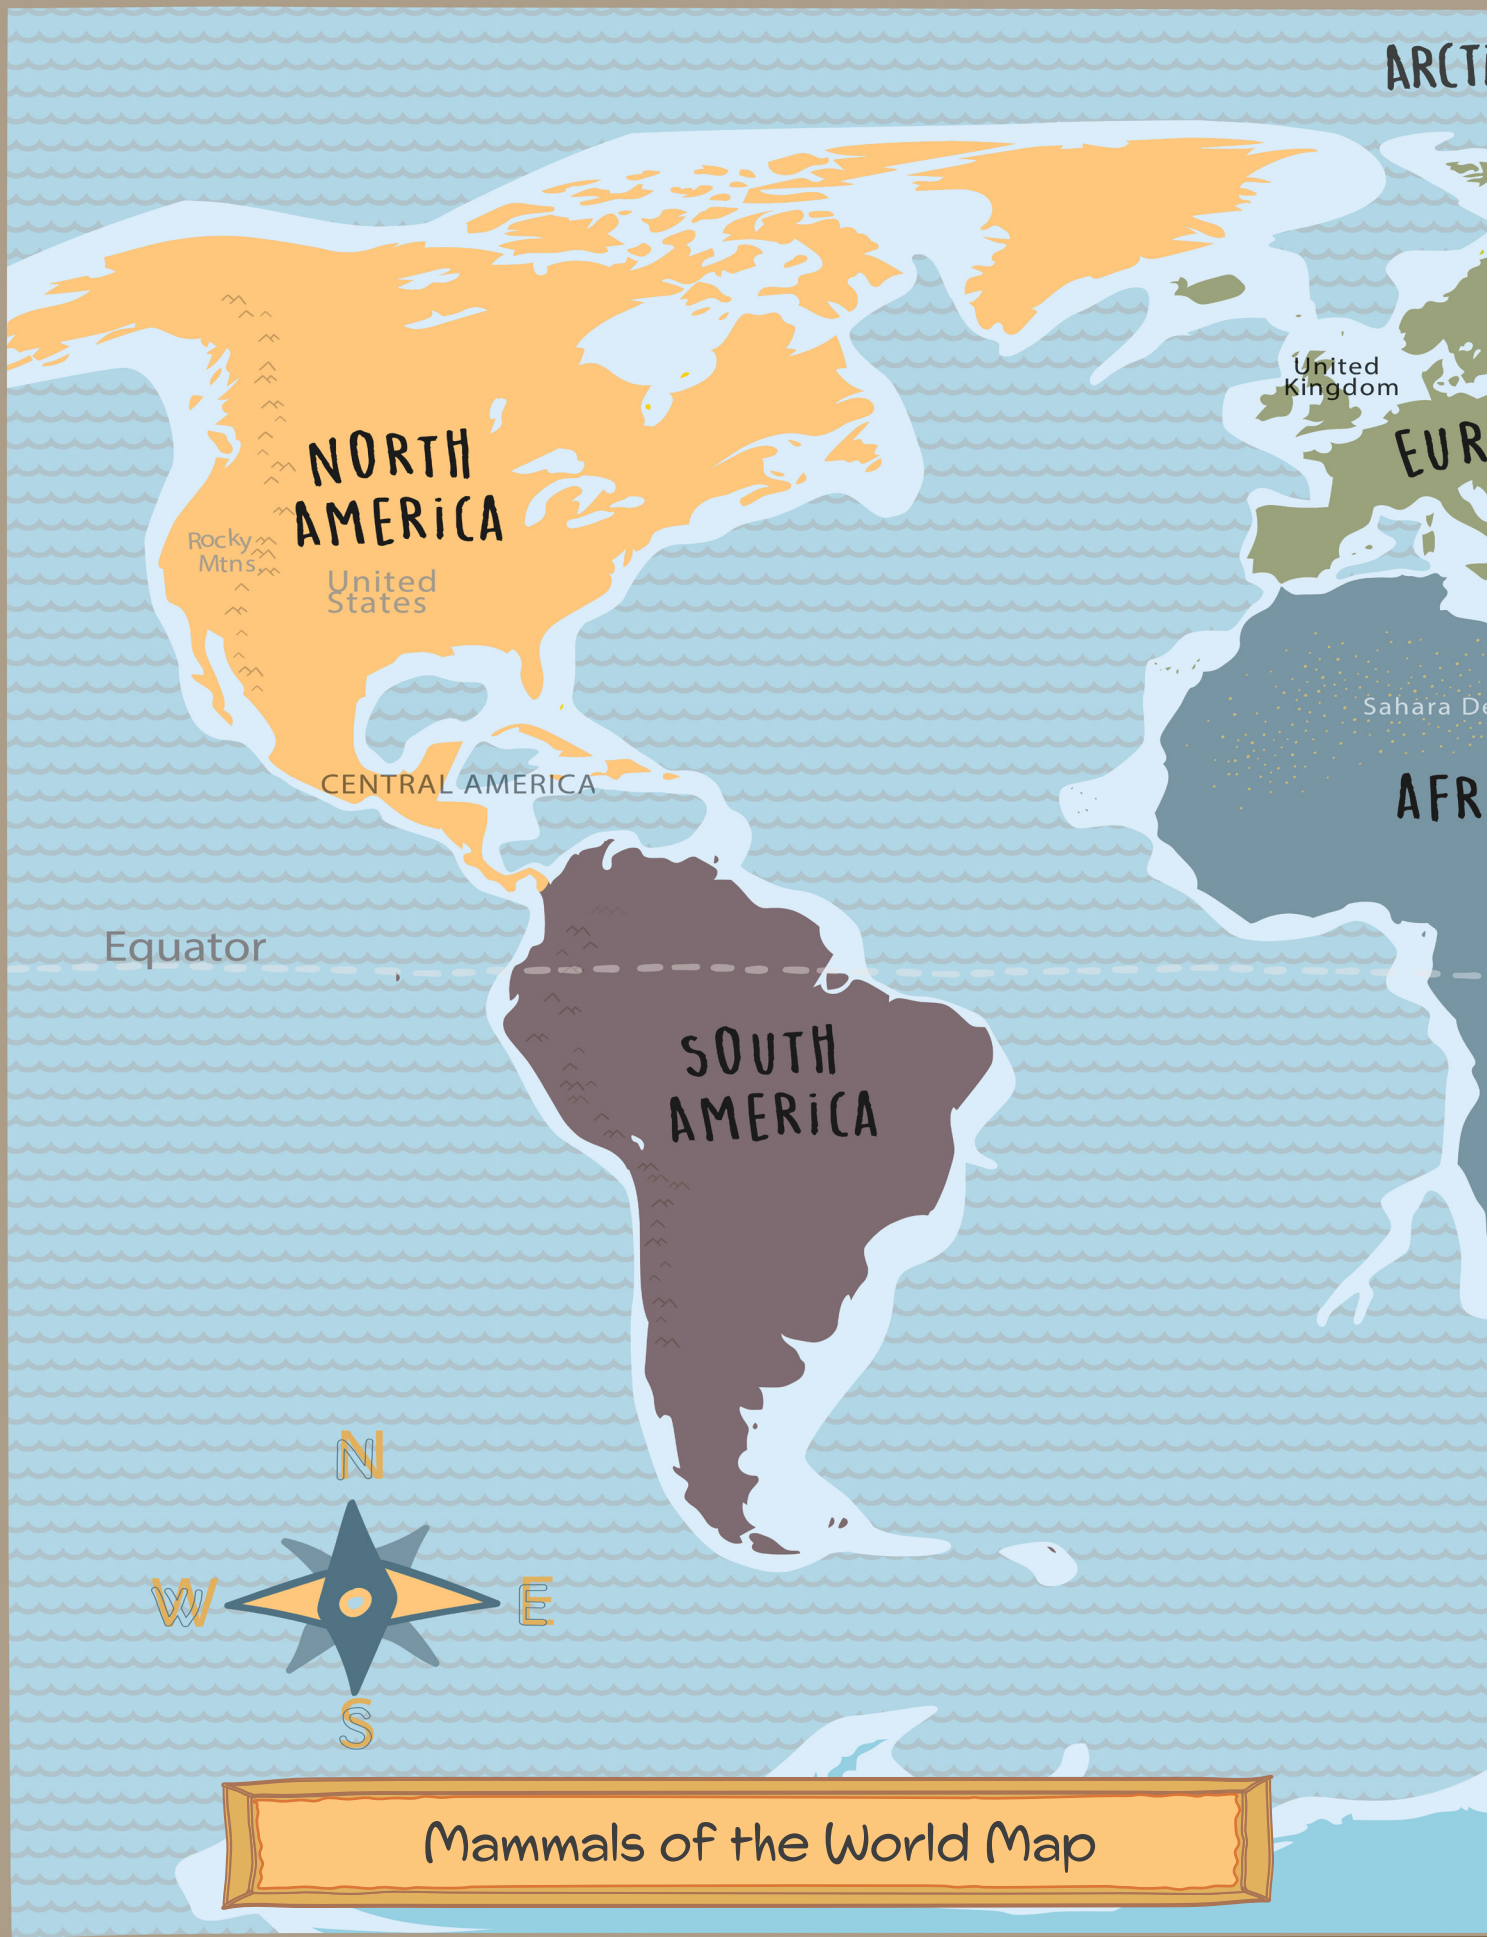 ARCTi
United
Kingdom
EUR
NORTH
AMERiCA
Rocky
Mtns.
United
States
Sahara De
CENTRAL AMERICA
AFR
Equator
SOUTH
AMERiCA
N
W
E
S
Mammals of the World Map